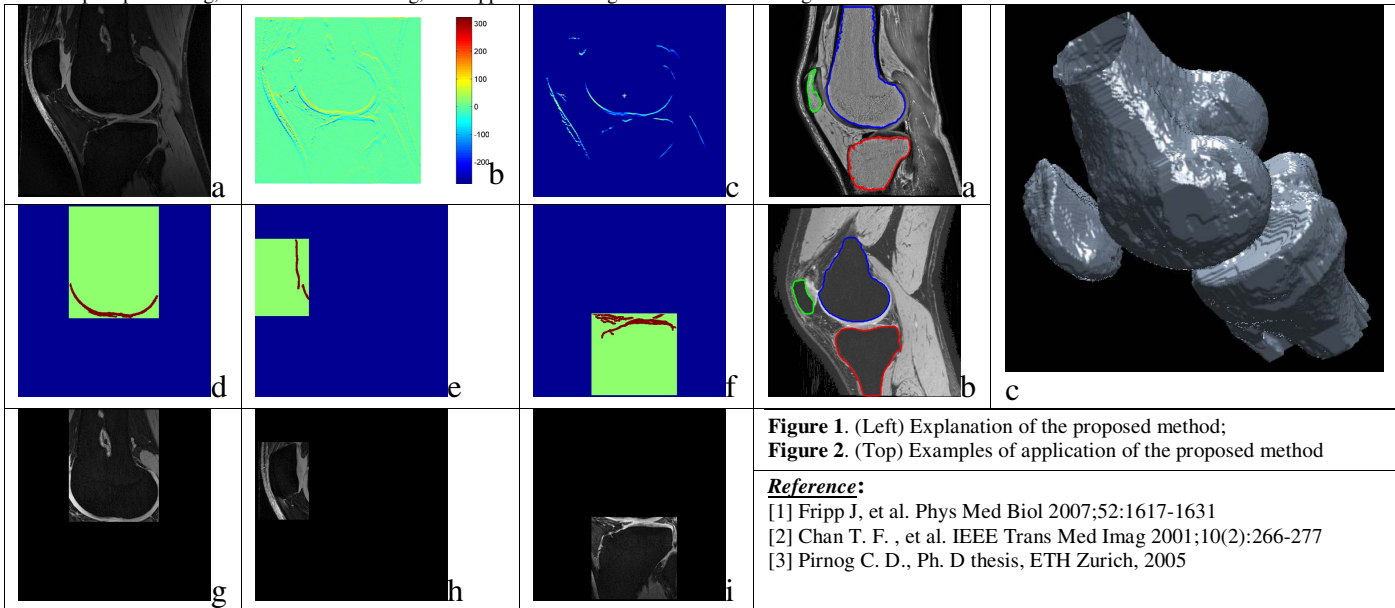 300
200
100
0
-100
-200
a
b
c
a
d
e
f
b
c
g
h
i
Figure 1. (Left) Explanation of the proposed method;
Figure 2. (Top) Examples of application of the proposed method
Reference:
[1] Fripp J, et al. Phys Med Biol 2007;52:1617-1631
[2] Chan T. F. , et al. IEEE Trans Med Imag 2001;10(2):266-277
[3] Pirnog C. D., Ph. D thesis, ETH Zurich, 2005